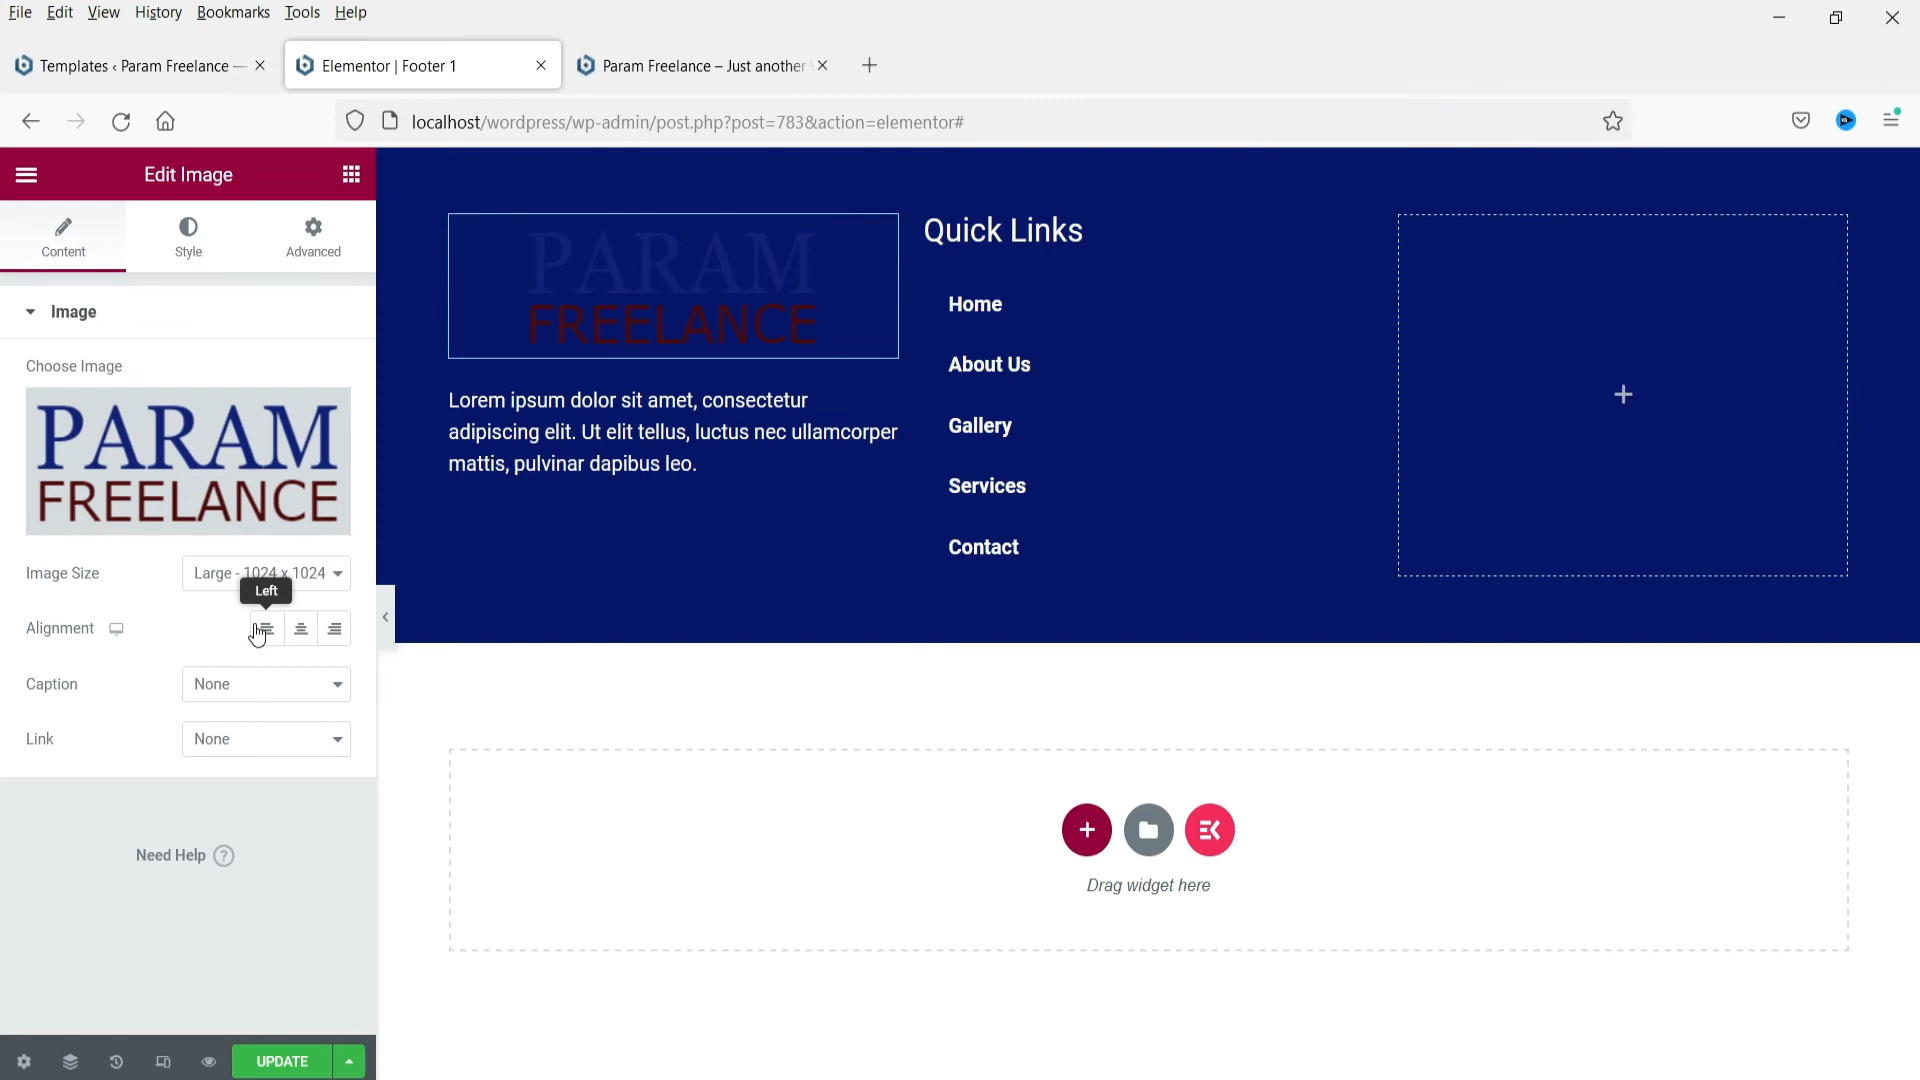 File Edit View History Bookmarks Tools Help
Templates ‹ Param Freelance —
Elementor | Footer 1
Param Freelance – Just another
localhost/wordpress/wp-admin/post.php?post=783&action=elementor#
Edit Image
Content
Style
Advanced
Image
Choose Image
PARAM
FREELANCE
Image Size
Large - 1024 x 1024
Left
Alignment
Caption
None
Link
None
Need Help ?
UPDATE
PARAM
FREELANCE
Lorem ipsum dolor sit amet, consectetur
adipiscing elit. Ut elit tellus, luctus nec ullamcorper
mattis, pulvinar dapibus leo.
Quick Links
Home
About Us
Gallery
Services
Contact
Drag widget here